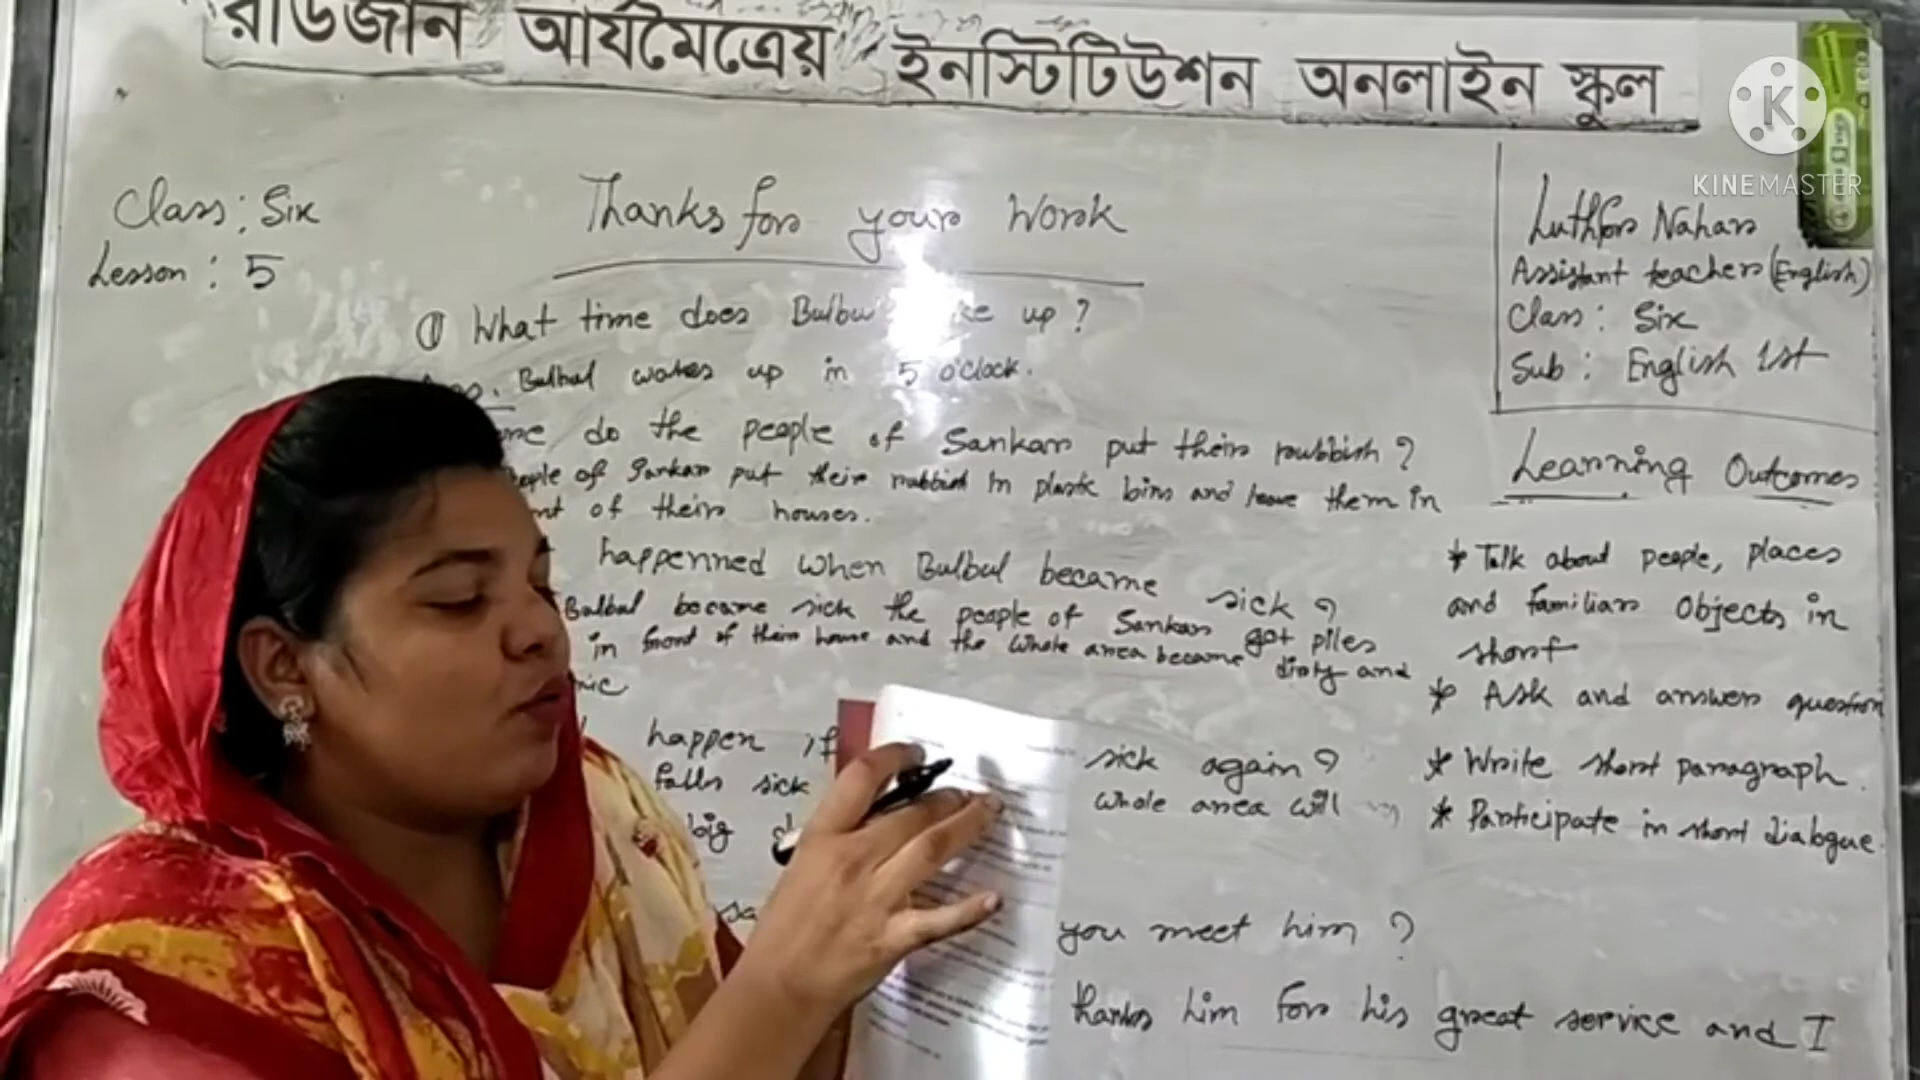 রাউজান আর্যমৈত্রেয় ইনস্টিটিউশন অনলাইন স্কুল
KINEMASTER
Class: Six
Lesson: 5
Thanks for your Work
Luthfor Nahar
Assistant teacher (English)
Class: Six
Sub: English 1st
① What time does up?
Bulbul wakes up in 5 o'clock.
do the people of Sankar put their rubbish?
of Sankar put their rubbish in plastic bins and leave them in
of their houses.
happenned when Bulbul became sick?
Bulbul became sick the people of Sankar got piles
in front of their home and the whole area became dirty and
happen if sick again?
falls sick whole area will
big
you meet him?
thanks him for his great service and I
Learning Outcomes
* Talk about people, places
and familiar Objects in
short
* Ask and answer question
* Write short paragraph.
* Participate in short dialogue.